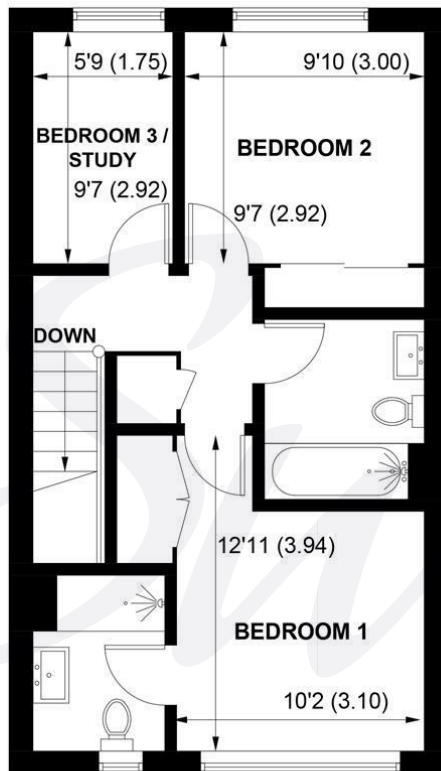 5'9 (1.75)
9'10 (3.00)
BEDROOM 3 /
STUDY
BEDROOM 2
9'7 (2.92)
9'7 (2.92)
DOWN
12'11 (3.94)
BEDROOM 1
10'2 (3.10)